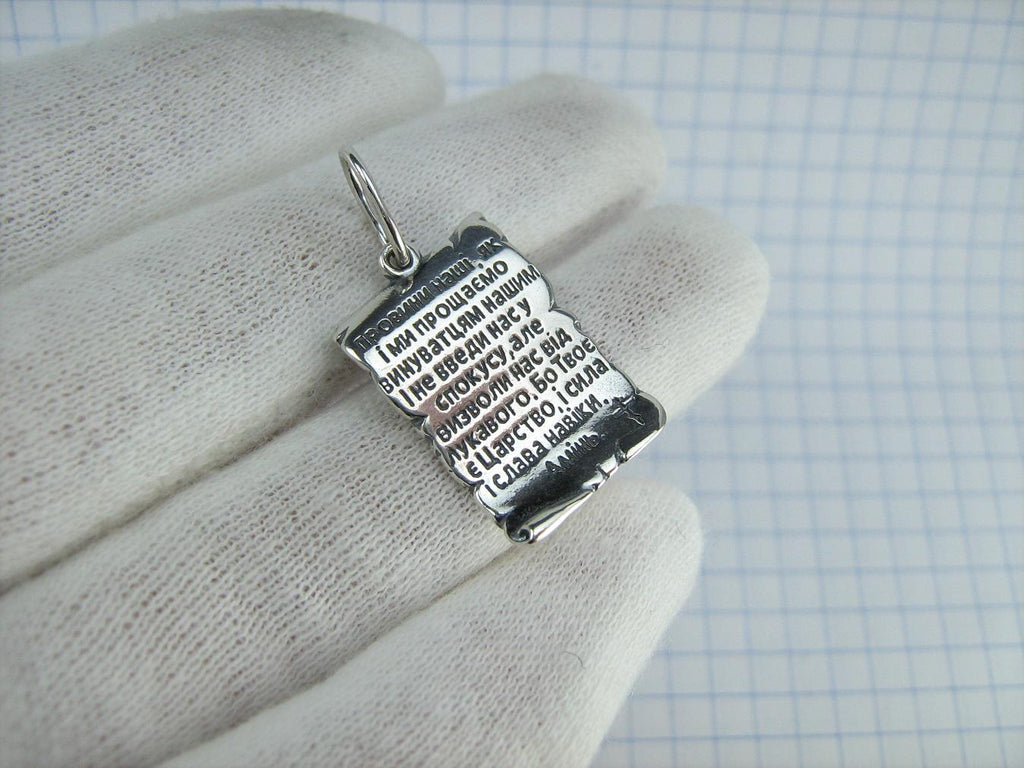 провини наші, як
і ми прощаємо
винуватцям нашим
І не введи нас у
спокусу, але
визволи нас від
лукавого. Бо Твоє
є Царство, і сила
і слава навіки.
Амінь.